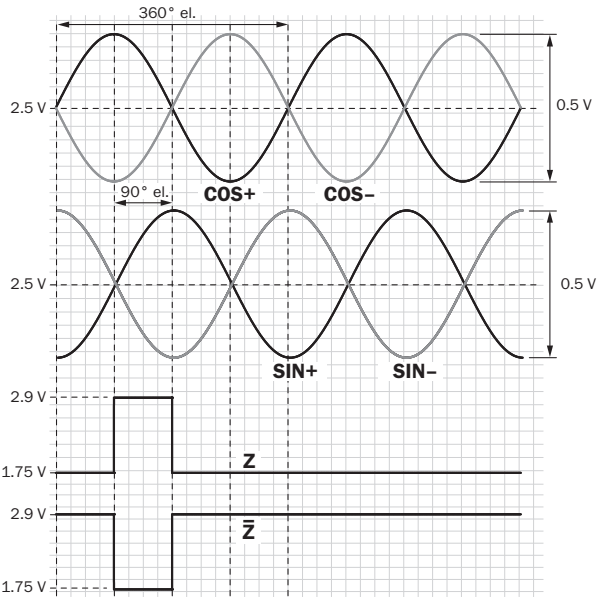 360° el.
2.5 V
0.5 V
90° el.
COS+
COS–
2.5 V
0.5 V
SIN+
SIN–
2.9 V
Z
1.75 V
2.9 V
Z̅
1.75 V